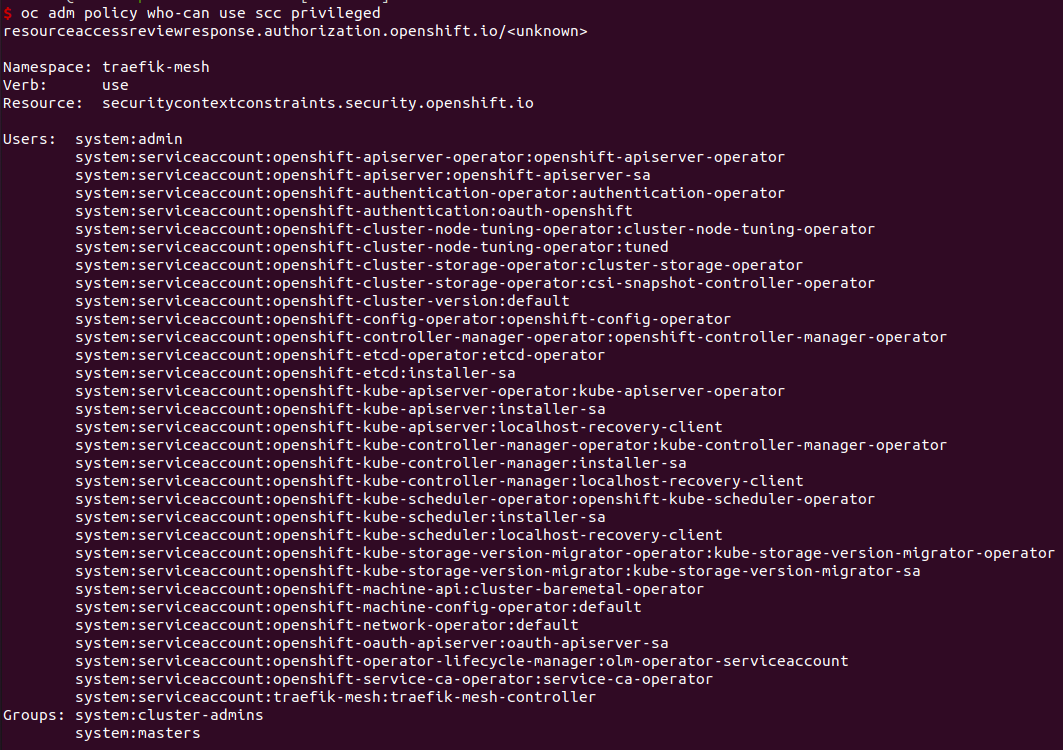 $ oc adm policy who-can use scc privileged
resourceaccessreviewresponse.authorization.openshift.io/<unknown>
Namespace: traefik-mesh
Verb: use
Resource: securitycontextconstraints.security.openshift.io
Users: system:admin
system:serviceaccount:openshift-apiserver-operator:openshift-apiserver-operator
system:serviceaccount:openshift-apiserver:openshift-apiserver-sa
system:serviceaccount:openshift-authentication-operator:authentication-operator
system:serviceaccount:openshift-authentication:oauth-openshift
system:serviceaccount:openshift-cluster-node-tuning-operator:cluster-node-tuning-operator
system:serviceaccount:openshift-cluster-node-tuning-operator:tuned
system:serviceaccount:openshift-cluster-storage-operator:cluster-storage-operator
system:serviceaccount:openshift-cluster-storage-operator:csi-snapshot-controller-operator
system:serviceaccount:openshift-cluster-version:default
system:serviceaccount:openshift-config-operator:openshift-config-operator
system:serviceaccount:openshift-controller-manager-operator:openshift-controller-manager-operator
system:serviceaccount:openshift-etcd-operator:etcd-operator
system:serviceaccount:openshift-etcd:installer-sa
system:serviceaccount:openshift-kube-apiserver-operator:kube-apiserver-operator
system:serviceaccount:openshift-kube-apiserver:installer-sa
system:serviceaccount:openshift-kube-apiserver:localhost-recovery-client
system:serviceaccount:openshift-kube-controller-manager-operator:kube-controller-manager-operator
system:serviceaccount:openshift-kube-controller-manager:installer-sa
system:serviceaccount:openshift-kube-controller-manager:localhost-recovery-client
system:serviceaccount:openshift-kube-scheduler-operator:openshift-kube-scheduler-operator
system:serviceaccount:openshift-kube-scheduler:installer-sa
system:serviceaccount:openshift-kube-scheduler:localhost-recovery-client
system:serviceaccount:openshift-kube-storage-version-migrator-operator:kube-storage-version-migrator-operator
system:serviceaccount:openshift-kube-storage-version-migrator:kube-storage-version-migrator-sa
system:serviceaccount:openshift-machine-api:cluster-baremetal-operator
system:serviceaccount:openshift-machine-config-operator:default
system:serviceaccount:openshift-network-operator:default
system:serviceaccount:openshift-oauth-apiserver:oauth-apiserver-sa
system:serviceaccount:openshift-operator-lifecycle-manager:olm-operator-serviceaccount
system:serviceaccount:openshift-service-ca-operator:service-ca-operator
system:serviceaccount:traefik-mesh:traefik-mesh-controller
Groups: system:cluster-admins
system:masters